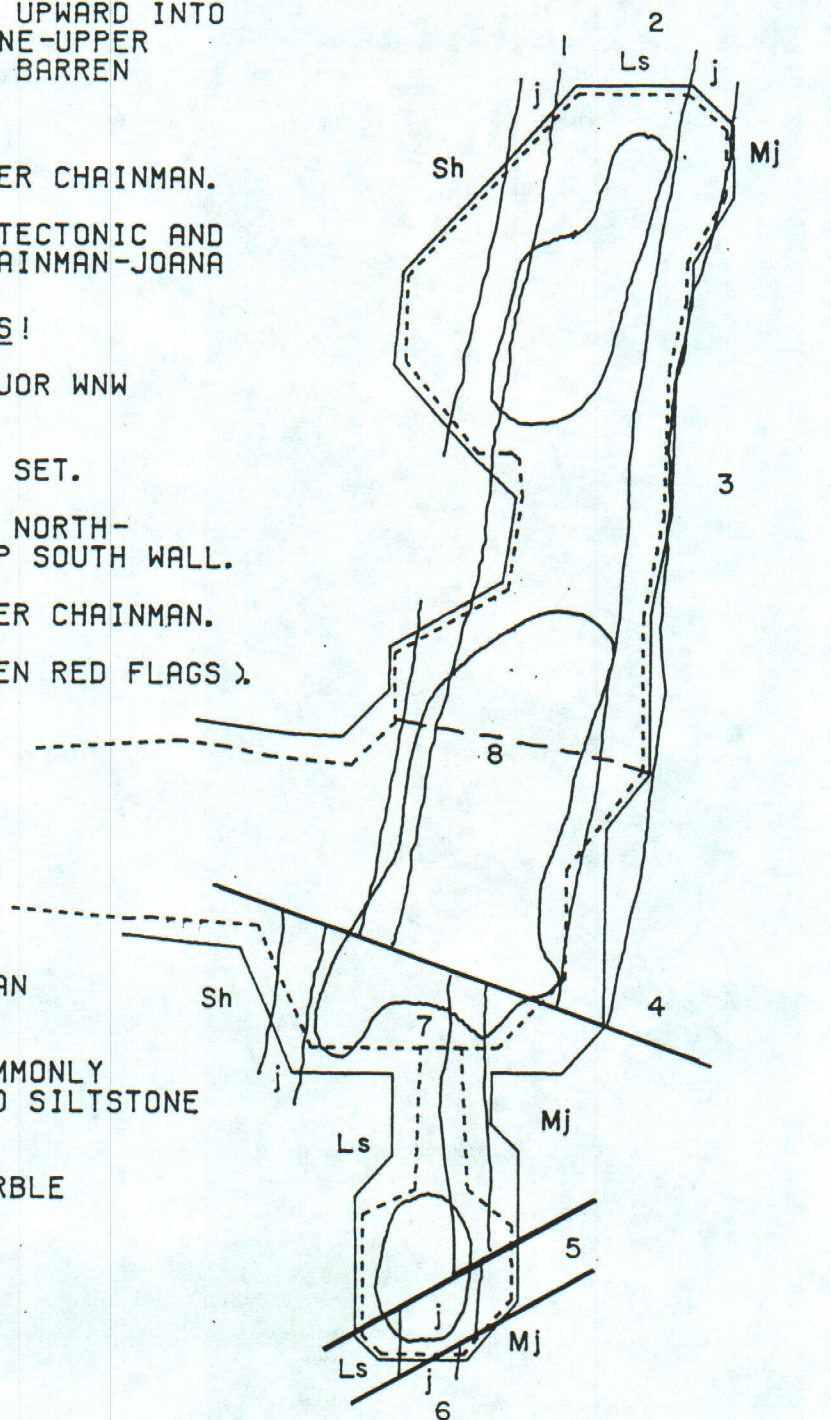 UPWARD INTO
NE-UPPER
BARREN
ER CHAINMAN.
TECTONIC AND
AINMAN-JOANA
S!
JOR WNW
SET.
NORTH-
P SOUTH WALL.
ER CHAINMAN.
EN RED FLAGS).
AN
MMONLY
D SILTSTONE
RBLE
1
2
j
Ls
j
Sh
Mj
3
8
Sh
4
7
j
Ls
Mj
5
j
Mj
Ls
j
6